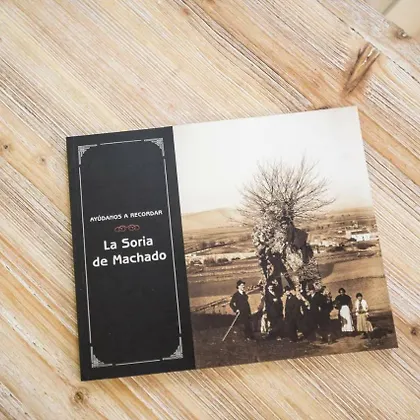 AYÚDANOS A RECORDAR
La Soria
de Machado